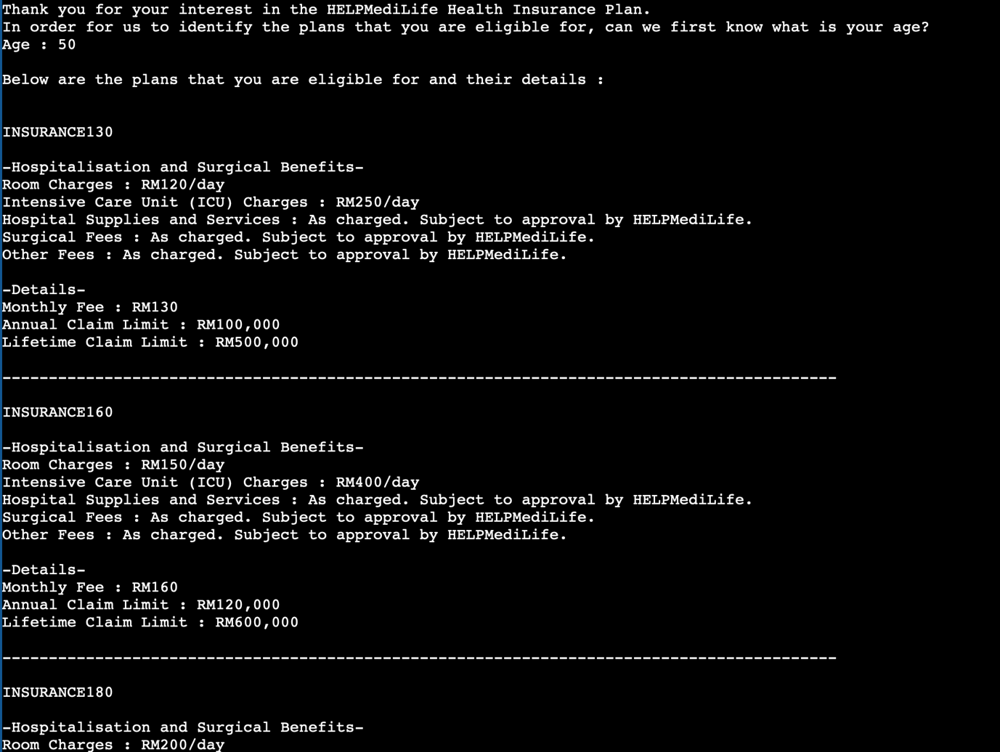 Thank you for your interest in the HELPMediLife Health Insurance Plan.
In order for us to identify the plans that you are eligible for, can we first know what is your age?
Age : 50
Below are the plans that you are eligible for and their details :
INSURANCE130
-Hospitalisation and Surgical Benefits-
Room Charges : RM120/day
Intensive Care Unit (ICU) Charges : RM250/day
Hospital Supplies and Services : As charged. Subject to approval by HELPMediLife.
Surgical Fees : As charged. Subject to approval by HELPMediLife.
Other Fees : As charged. Subject to approval by HELPMediLife.
-Details-
Monthly Fee : RM130
Annual Claim Limit : RM100,000
Lifetime Claim Limit : RM500,000
------------------------------------------------------------------------------------------
INSURANCE160
-Hospitalisation and Surgical Benefits-
Room Charges : RM150/day
Intensive Care Unit (ICU) Charges : RM400/day
Hospital Supplies and Services : As charged. Subject to approval by HELPMediLife.
Surgical Fees : As charged. Subject to approval by HELPMediLife.
Other Fees : As charged. Subject to approval by HELPMediLife.
-Details-
Monthly Fee : RM160
Annual Claim Limit : RM120,000
Lifetime Claim Limit : RM600,000
------------------------------------------------------------------------------------------
INSURANCE180
-Hospitalisation and Surgical Benefits-
Room Charges : RM200/day